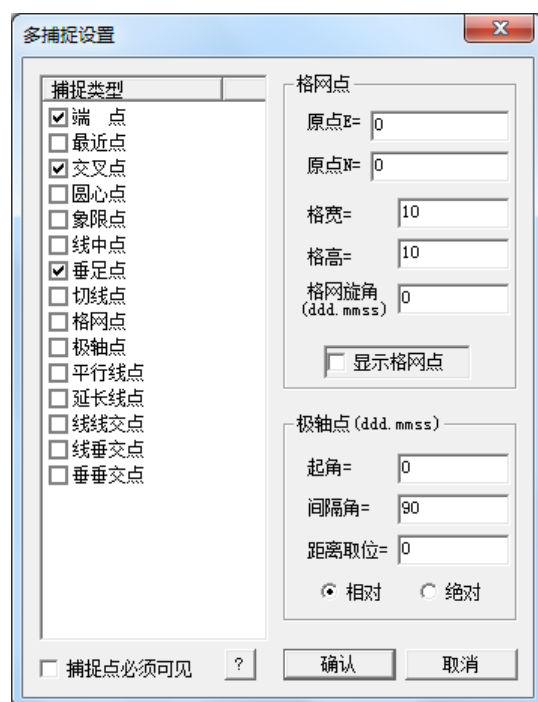 多捕捉设置
捕捉类型
端 点
最近点
交叉点
圆心点
象限点
线中点
垂足点
切线点
格网点
极轴点
平行线点
延长线点
线线交点
线垂交点
垂垂交点
捕捉点必须可见
?
格网点
原点E= 0
原点N= 0
格宽= 10
格高= 10
格网旋角
(ddd.mmss) 0
显示格网点
极轴点(ddd.mmss)
起角= 0
间隔角= 90
距离取位= 0
相对 绝对
确认 取消